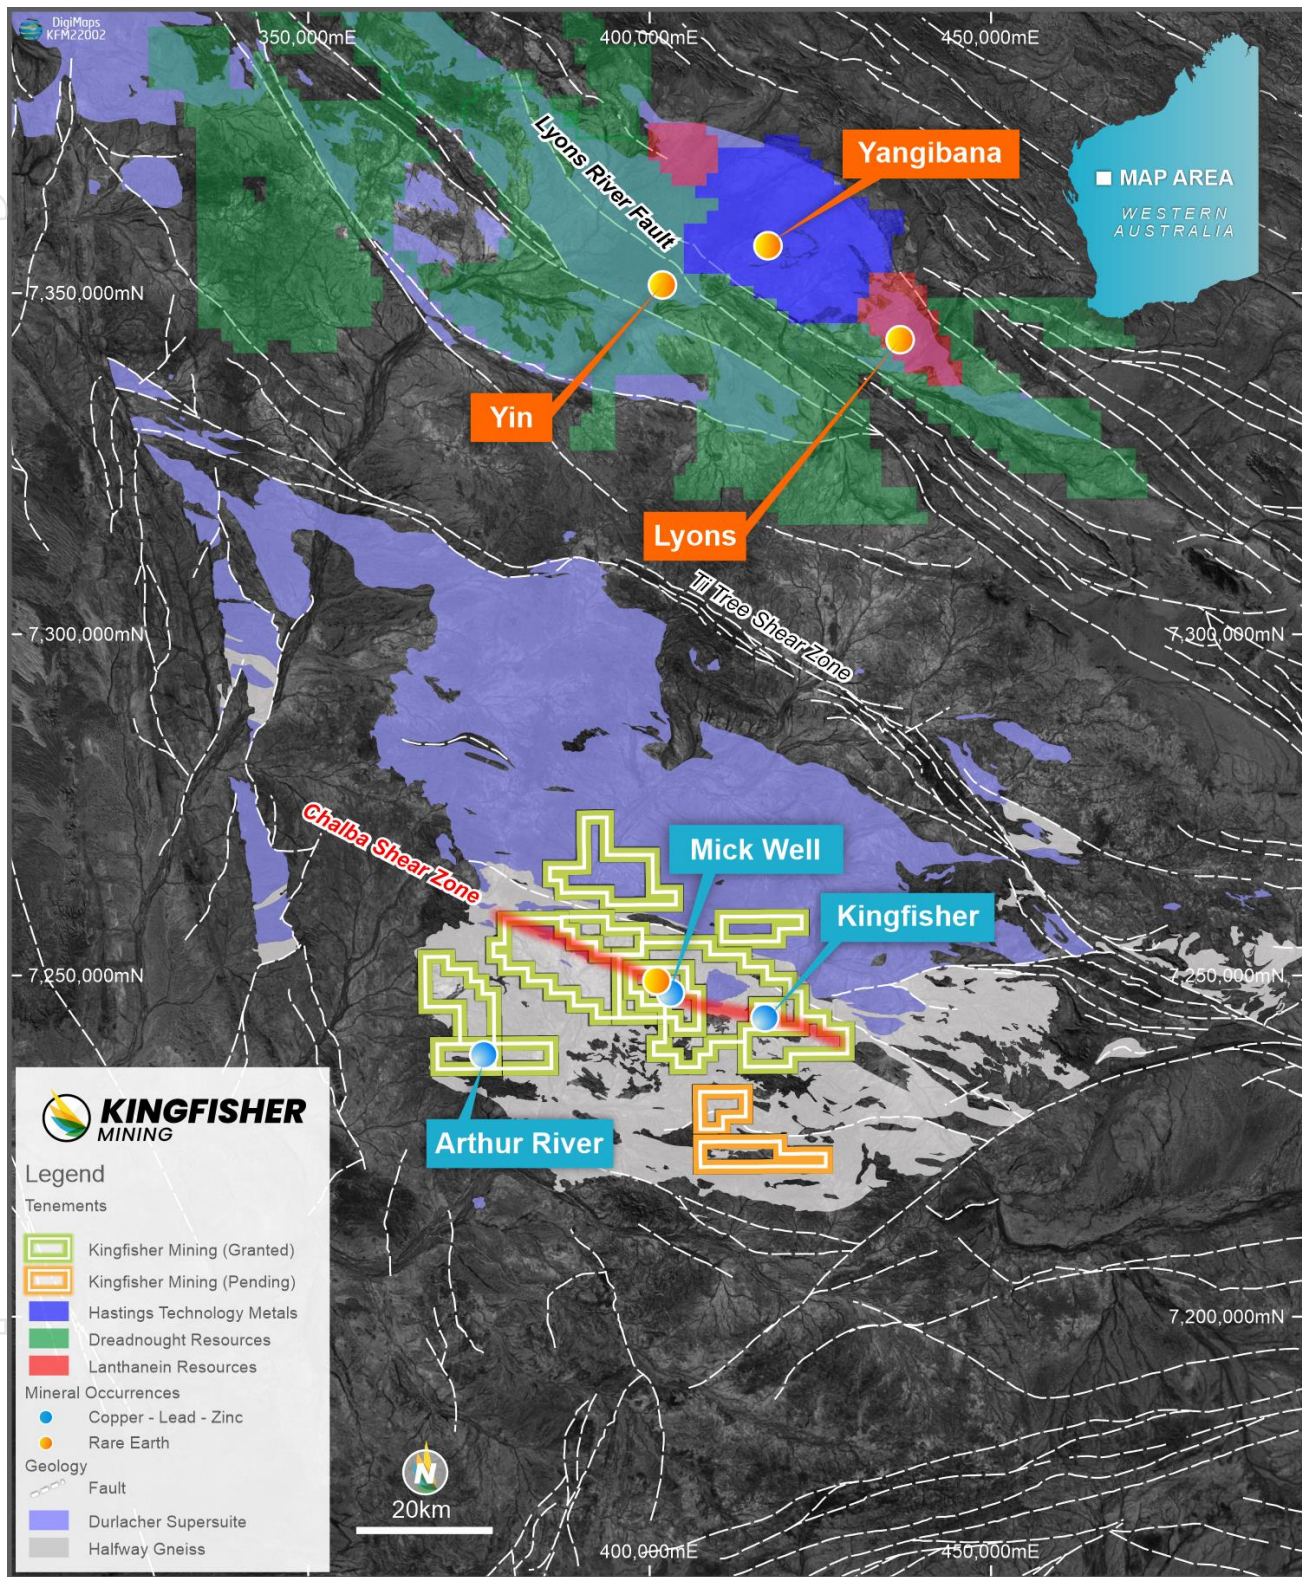 DigiMaps
KFM22002
350,000mE
400,000mE
450,000mE
Lyons River Fault
Yangibana
MAP AREA
WESTERN
AUSTRALIA
7,350,000mN
Yin
Lyons
Ti Tree Shear Zone
7,300,000mN
7,300,000mN
Chalba Shear Zone
Mick Well
Kingfisher
7,250,000mN
7,250,000mN
Arthur River
KINGFISHER
MINING
Legend
Tenements
Kingfisher Mining (Granted)
Kingfisher Mining (Pending)
Hastings Technology Metals
Dreadnought Resources
Lanthanein Resources
Mineral Occurrences
Copper - Lead - Zinc
Rare Earth
Geology
Fault
Durlacher Supersuite
Halfway Gneiss
7,200,000mN
N
20km
400,000mE
450,000mE